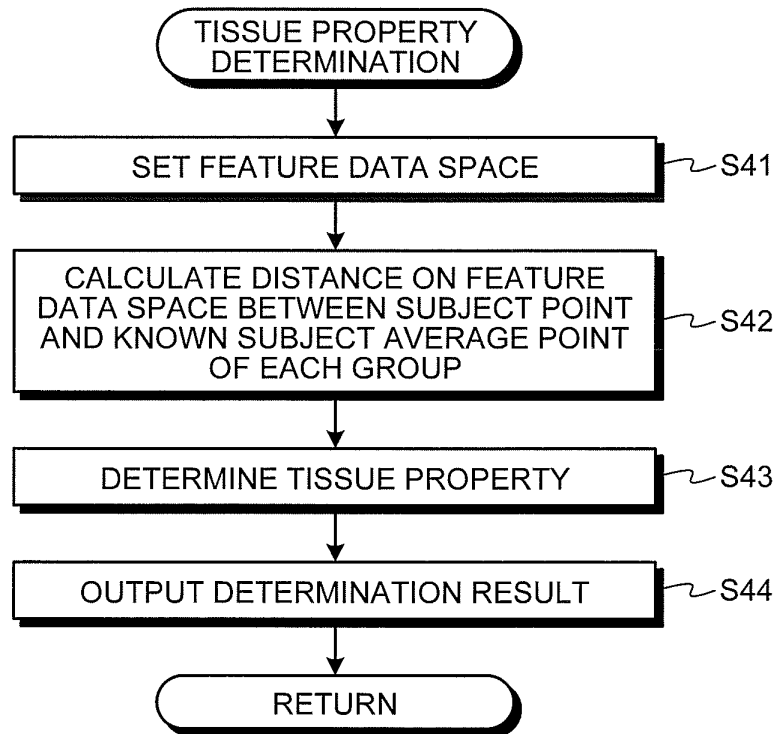 TISSUE PROPERTY
DETERMINATION
SET FEATURE DATA SPACE
S41
CALCULATE DISTANCE ON FEATURE
DATA SPACE BETWEEN SUBJECT POINT
AND KNOWN SUBJECT AVERAGE POINT
OF EACH GROUP
S42
DETERMINE TISSUE PROPERTY
S43
OUTPUT DETERMINATION RESULT
S44
RETURN